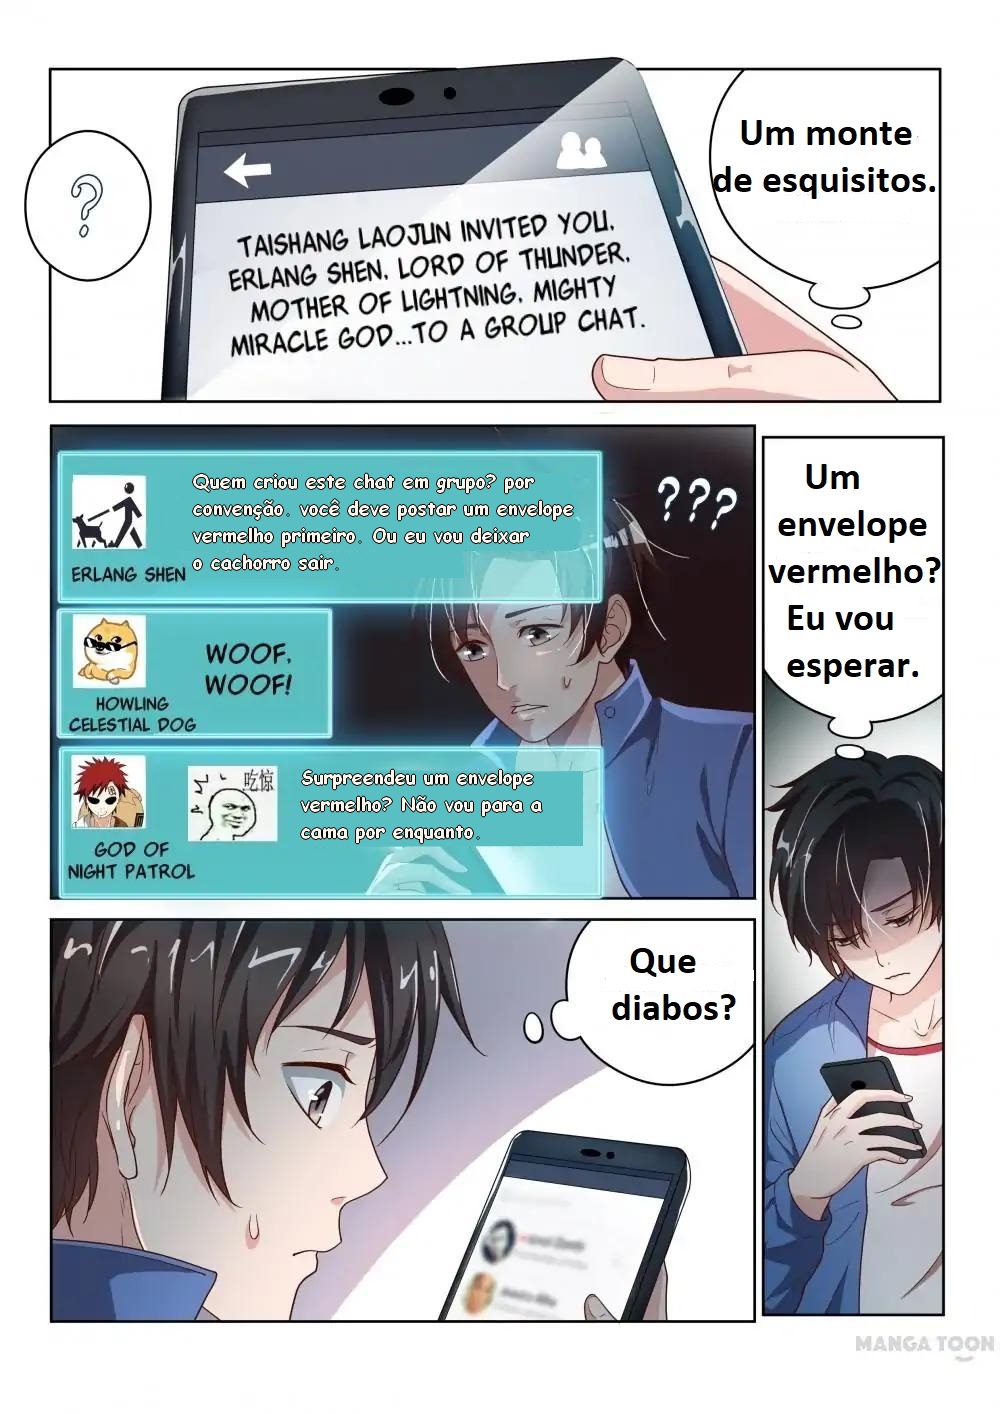 ?
TAISHANG LAOJUN INVITED YOU,
ERLANG SHEN, LORD OF THUNDER,
MOTHER OF LIGHTNING, MIGHTY
MIRACLE GOD...TO A GROUP CHAT.
Um monte
de esquisitos.
Quem criou este chat em grupo? por
convenção. você deve postar um envelope
vermelho primeiro. Ou eu vou deixar
o cachorro sair.
ERLANG SHEN
???
WOOF,
WOOF!
HOWLING
CELESTIAL DOG
吃惊
Surpreendeu um envelope
vermelho? Não vou para a
cama por enquanto.
GOD OF
NIGHT PATROL
Um
envelope
vermelho?
Eu vou
esperar.
Que
diabos?
MANGA TOON